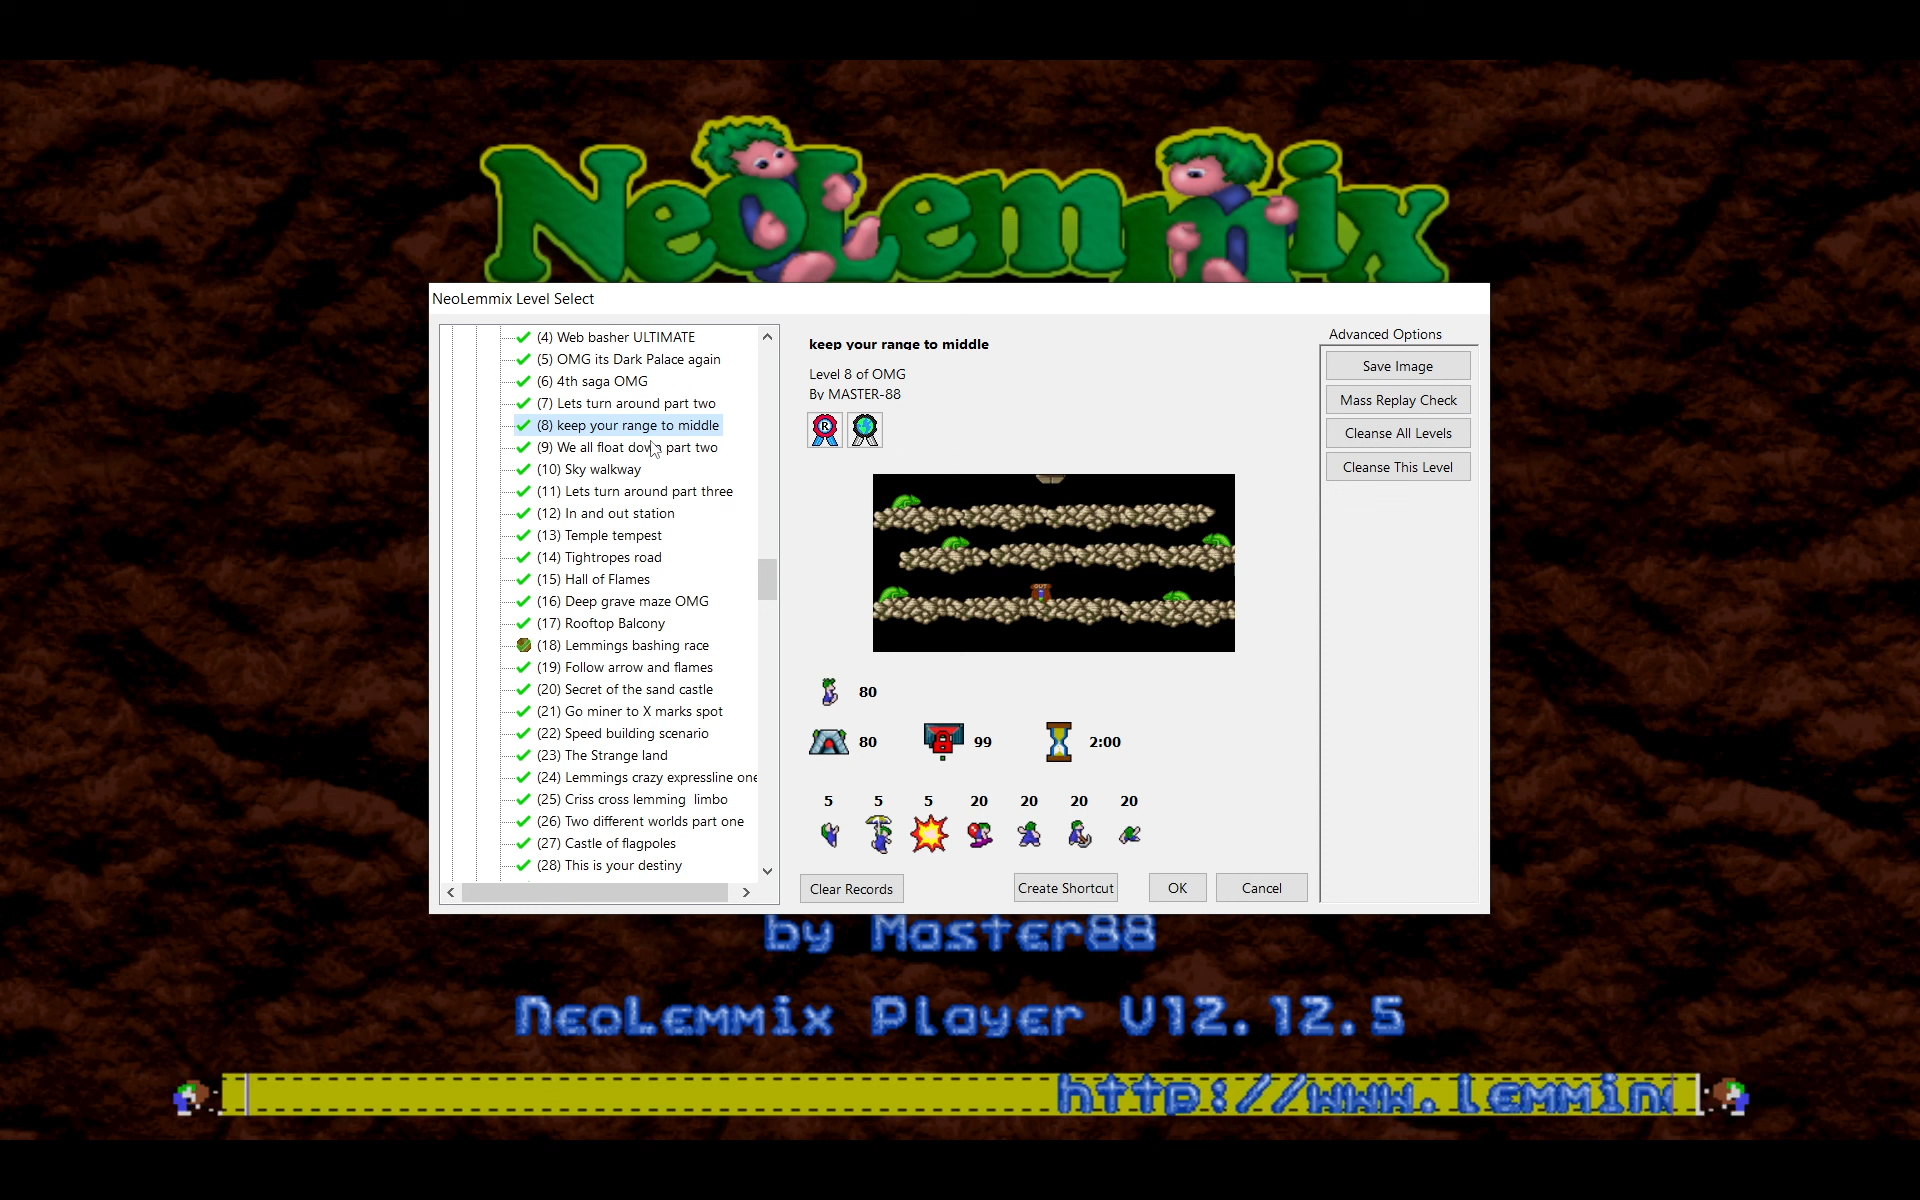 NeoLemmix
NeoLemmix Level Select
(4) Web basher ULTIMATE
(5) OMG its Dark Palace again
(6) 4th saga OMG
(7) Lets turn around part two
(8) keep your range to middle
(9) We all float down part two
(10) Sky walkway
(11) Lets turn around part three
(12) In and out station
(13) Temple tempest
(14) Tightropes road
(15) Hall of Flames
(16) Deep grave maze OMG
(17) Rooftop Balcony
(18) Lemmings bashing race
(19) Follow arrow and flames
(20) Secret of the sand castle
(21) Go miner to X marks spot
(22) Speed building scenario
(23) The Strange land
(24) Lemmings crazy expressline one
(25) Criss cross lemming  limbo
(26) Two different worlds part one
(27) Castle of flagpoles
(28) This is your destiny
keep your range to middle
Level 8 of OMG
By MASTER-88
R
OUT
80
80 99 2:00
5 5 5 20 20 20 20
Clear Records Create Shortcut OK Cancel
Advanced Options
Save Image
Mass Replay Check
Cleanse All Levels
Cleanse This Level
by Master88
NeoLemmix Player V12.12.5
http://www.lemmin